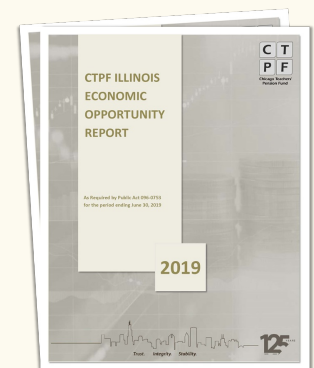 CTPF ILLINOIS
ECONOMIC
OPPORTUNITY
REPORT
C T
P F
Chicago Teachers'
Pension Fund
As Required by Public Act 096-0753
for the period ending June 30, 2019
2019
125 YEARS
Trust. Integrity. Stability.